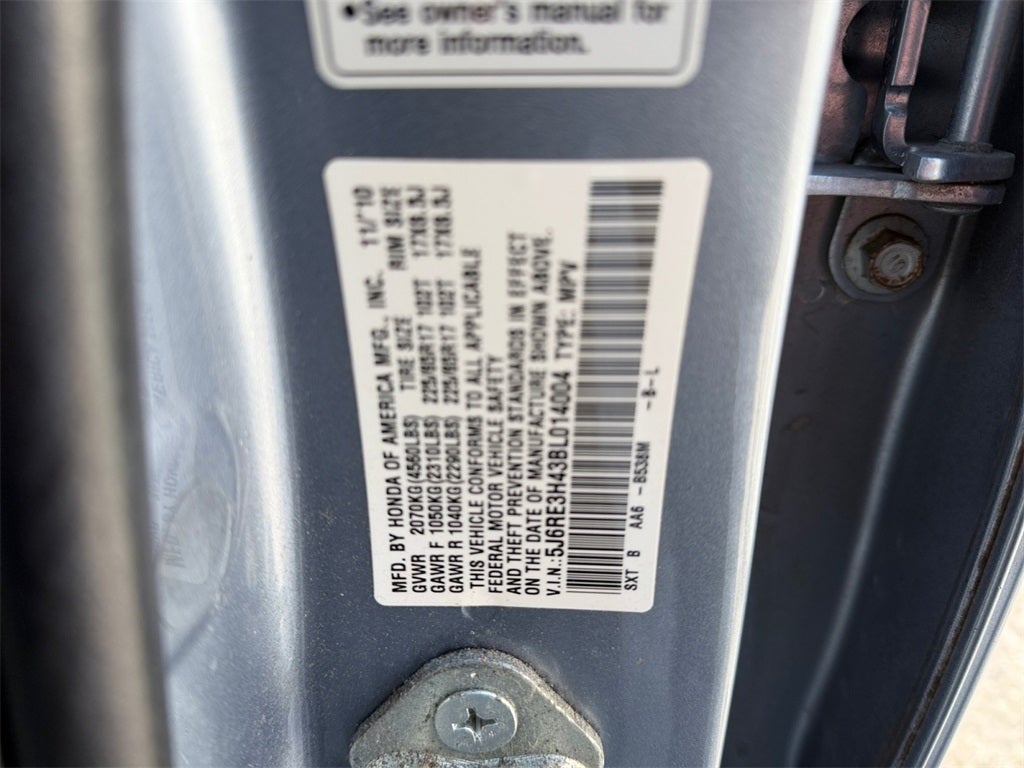 •See owner's manual for
more information.
MFD. BY HONDA OF AMERICA MFG., INC. 11/'10
GVWR 2070KG(4560LBS) TIRE SIZE RIM SIZE
GAWR F 1050KG(2310LBS) 225/65R17 102T 17X6.5J
GAWR R 1040KG(2290LBS) 225/65R17 102T 17X6.5J
THIS VEHICLE CONFORMS TO ALL APPLICABLE
FEDERAL MOTOR VEHICLE SAFETY
AND THEFT PREVENTION STANDARDS IN EFFECT
ON THE DATE OF MANUFACTURE SHOWN ABOVE.
V.I.N.:5J6RE3H43BL014004 TYPE: MPV
SXT B AA6 -B538M -B-L